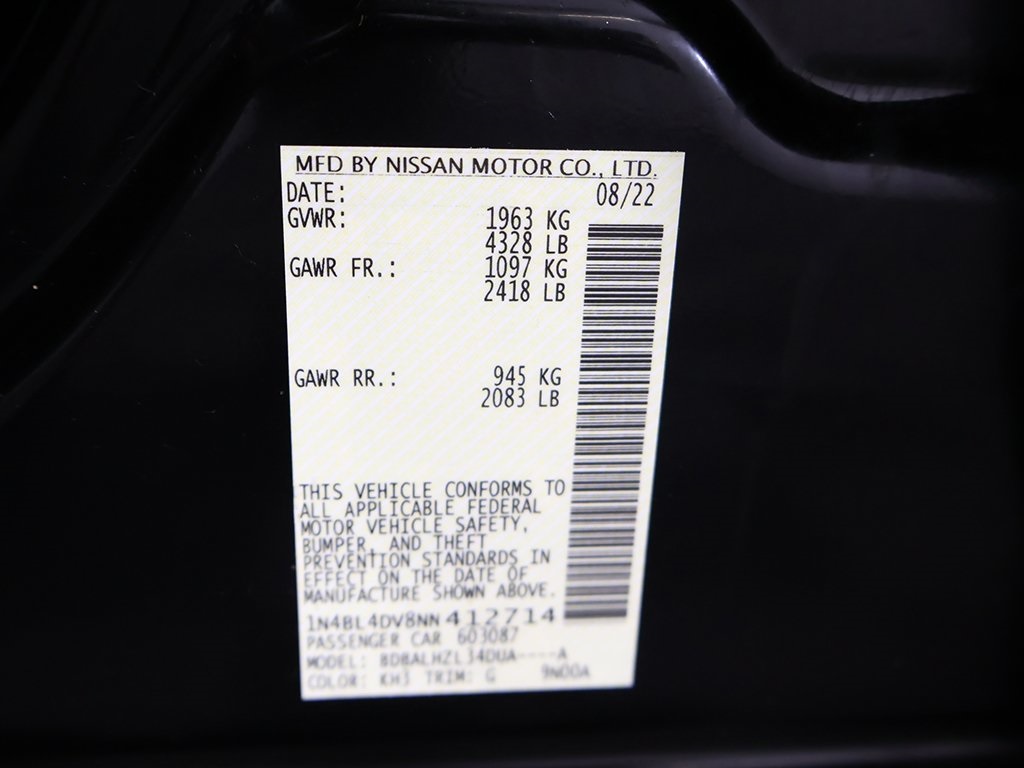 MFD BY NISSAN MOTOR CO., LTD.
DATE: 08/22
GVWR: 1963 KG
4328 LB
GAWR FR.: 1097 KG
2418 LB
GAWR RR.: 945 KG
2083 LB
THIS VEHICLE CONFORMS TO
ALL APPLICABLE FEDERAL
MOTOR VEHICLE SAFETY,
BUMPER, AND THEFT
PREVENTION STANDARDS IN
EFFECT ON THE DATE OF
MANUFACTURE SHOWN ABOVE.
1N4BL4DV8NN412714
PASSENGER CAR 603087
MODEL: BDBALHZL34DUA----A
COLOR: KH3 TRIM: G 9N00A